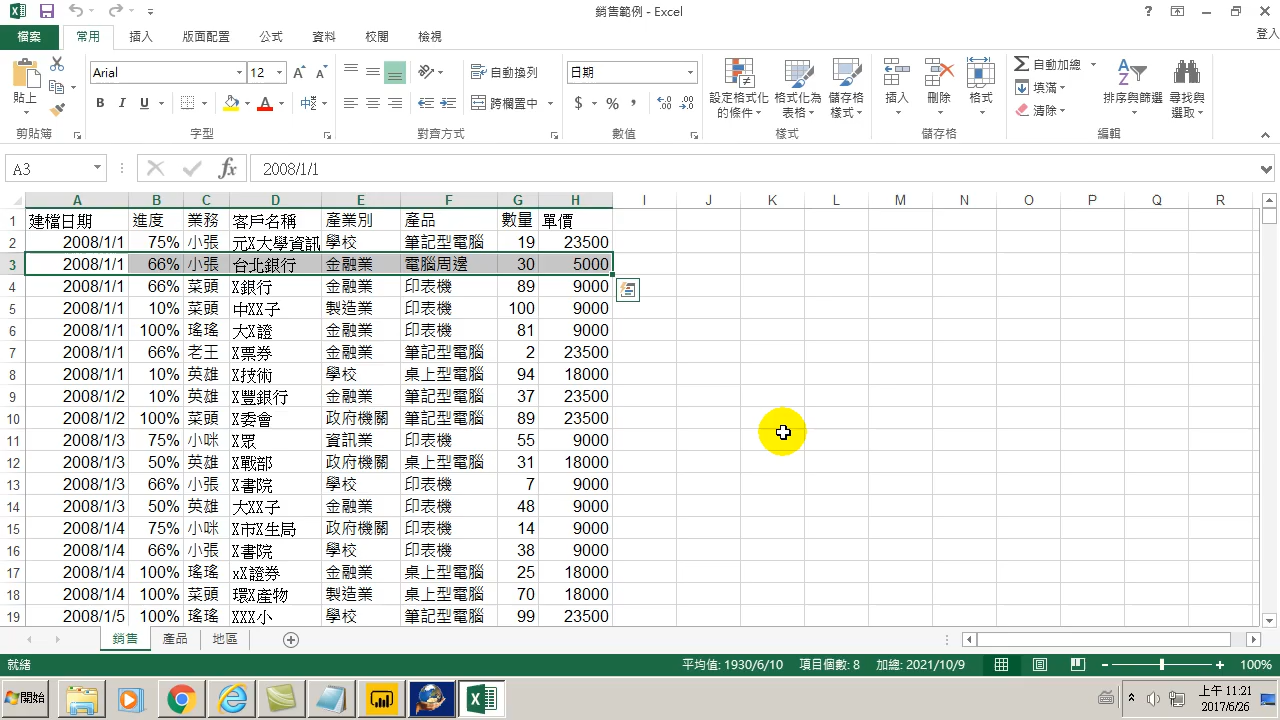 銷售範例 - Excel
?
檔案 常用 插入 版面配置 公式 資料 校閱 檢視 登入
貼上 Arial 12 A A 自動換列 日期 設定格式化的條件 格式化為表格 儲存格樣式 插入 刪除 格式 自動加總 填滿 清除 排序與篩選 尋找與選取
B I U A 中 跨欄置中 $ % ,
剪貼簿 字型 對齊方式 數值 樣式 儲存格 編輯
A3 fx 2008/1/1
A B C D E F G H I J K L M N O P Q R
1 建檔日期 進度 業務 客戶名稱 產業別 產品 數量 單價
2 2008/1/1 75% 小張 元X大學資訊 學校 筆記型電腦 19 23500
3 2008/1/1 66% 小張 台北銀行 金融業 電腦周邊 30 5000
4 2008/1/1 66% 菜頭 X銀行 金融業 印表機 89 9000
5 2008/1/1 10% 菜頭 中XX子 製造業 印表機 100 9000
6 2008/1/1 100% 瑤瑤 大X證 金融業 印表機 81 9000
7 2008/1/1 66% 老王 X票券 金融業 筆記型電腦 2 23500
8 2008/1/1 10% 英雄 X技術 學校 桌上型電腦 94 18000
9 2008/1/2 10% 英雄 X豐銀行 金融業 筆記型電腦 37 23500
10 2008/1/2 100% 菜頭 X委會 政府機關 筆記型電腦 89 23500
11 2008/1/3 75% 小咪 X眾 資訊業 印表機 55 9000
12 2008/1/3 50% 英雄 X戰部 政府機關 桌上型電腦 31 18000
13 2008/1/3 66% 小張 X書院 學校 印表機 7 9000
14 2008/1/3 50% 英雄 大XX子 金融業 印表機 48 9000
15 2008/1/4 75% 小咪 X市X生局 政府機關 印表機 14 9000
16 2008/1/4 66% 小張 X書院 學校 印表機 38 9000
17 2008/1/4 100% 瑤瑤 xX證券 金融業 桌上型電腦 25 18000
18 2008/1/4 100% 菜頭 環X產物 製造業 桌上型電腦 70 18000
19 2008/1/5 100% 瑤瑤 XXX小 學校 筆記型電腦 99 23500
銷售 產品 地區
就緒 平均值: 1930/6/10 項目個數: 8 加總: 2021/10/9 100%
開始 上午 11:21
2017/6/26